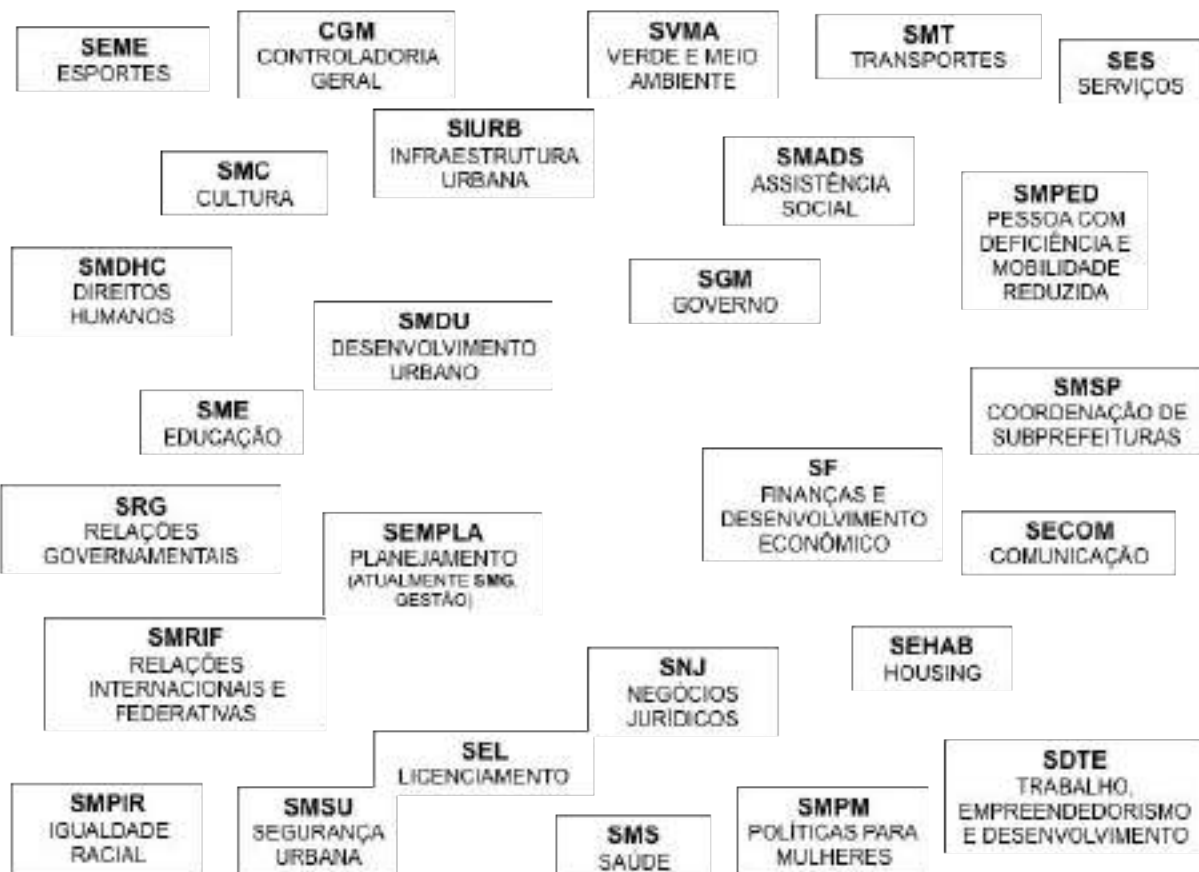 SEME
ESPORTES
CGM
CONTROLADORIA
GERAL
SVMA
VERDE E MEIO
AMBIENTE
SMT
TRANSPORTES
SES
SERVIÇOS
SIURB
INFRAESTRUTURA
URBANA
SMC
CULTURA
SMADS
ASSISTÊNCIA
SOCIAL
SMPED
PESSOA COM
DEFICIÊNCIA E
MOBILIDADE
REDUZIDA
SMDHC
DIREITOS
HUMANOS
SGM
GOVERNO
SMDU
DESENVOLVIMENTO
URBANO
SME
EDUCAÇÃO
SMSP
COORDENAÇÃO DE
SUBPREFEITURAS
SF
FINANÇAS E
DESENVOLVIMENTO
ECONÔMICO
SRG
RELAÇÕES
GOVERNAMENTAIS
SEMPLA
PLANEJAMENTO
(ATUALMENTE SMG,
GESTÃO)
SECOM
COMUNICAÇÃO
SMRIF
RELAÇÕES
INTERNACIONAIS E
FEDERATIVAS
SEHAB
HOUSING
SNJ
NEGÓCIOS
JURÍDICOS
SEL
LICENCIAMENTO
SDTE
TRABALHO,
EMPREENDEDORISMO
E DESENVOLVIMENTO
SMPIR
IGUALDADE
RACIAL
SMSU
SEGURANÇA
URBANA
SMS
SAÚDE
SMPM
POLÍTICAS PARA
MULHERES